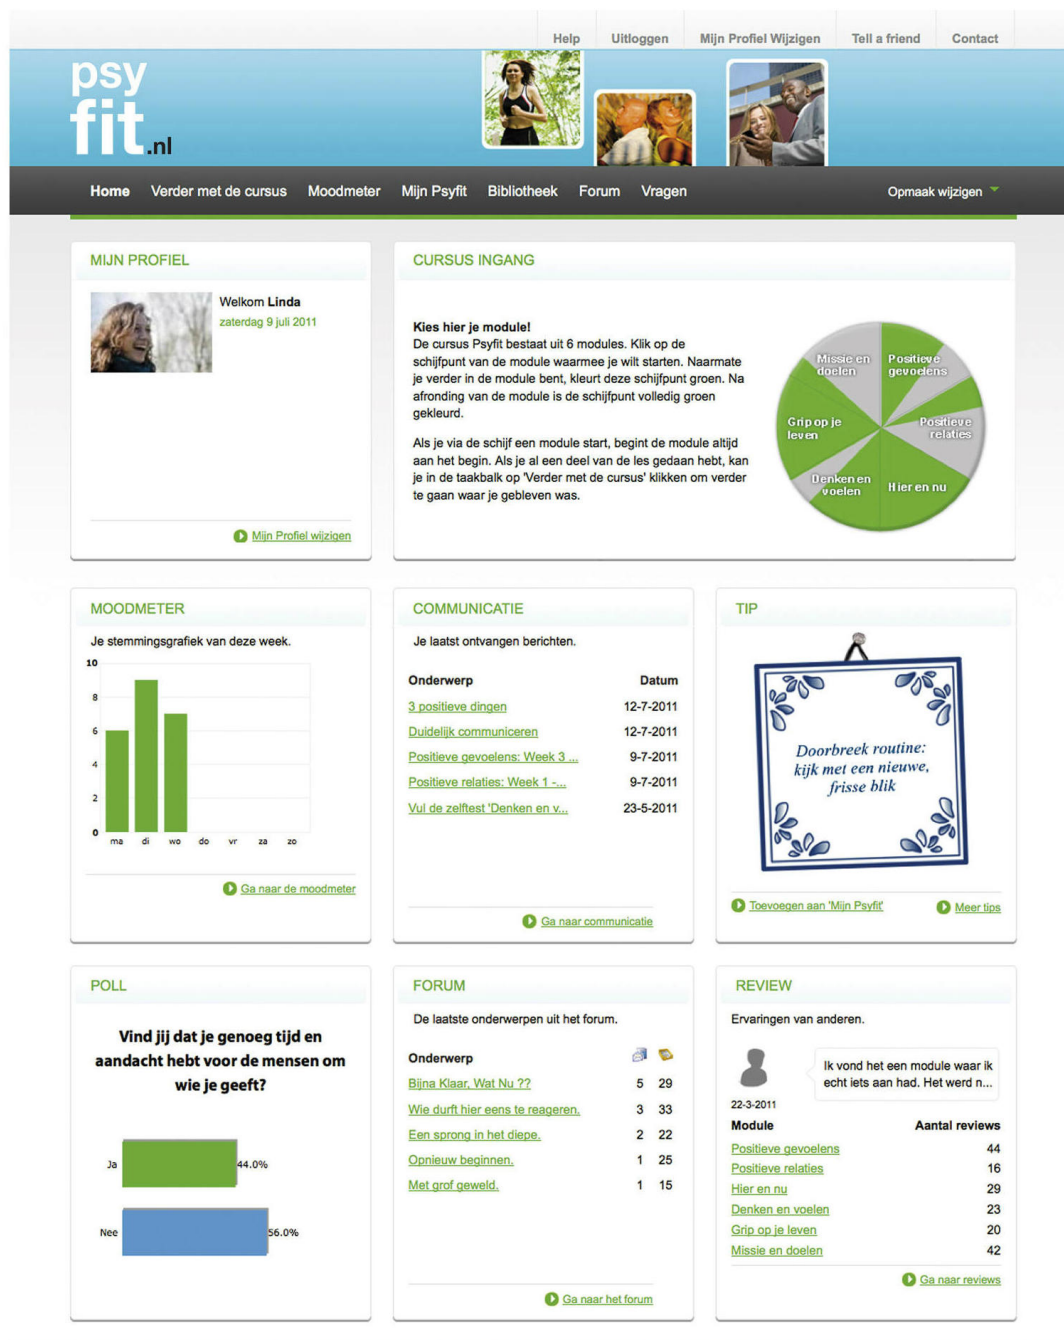 Help Uitloggen Mijn Profiel Wijzigen Tell a friend Contact
psy
fit.nl
Home Verder met de cursus Moodmeter Mijn Psyfit Bibliotheek Forum Vragen Opmaak wijzigen
MIJN PROFIEL
Welkom Linda
zaterdag 9 juli 2011
Mijn Profiel wijzigen
CURSUS INGANG
Kies hier je module!
De cursus Psyfit bestaat uit 6 modules. Klik op de
schijfpunt van de module waarmee je wilt starten. Naarmate
je verder in de module bent, kleurt deze schijfpunt groen. Na
afronding van de module is de schijfpunt volledig groen
gekleurd.
Als je via de schijf een module start, begint de module altijd
aan het begin. Als je al een deel van de les gedaan hebt, kan
je in de taakbalk op 'Verder met de cursus' klikken om verder
te gaan waar je gebleven was.
Missie en
doelen
Positieve
gevoelens
Grip op je
leven
Positieve
relaties
Denken en
voelen
Hier en nu
MOODMETER
Je stemmingsgrafiek van deze week.
10
8
6
4
2
0
ma di wo do vr za zo
Ga naar de moodmeter
COMMUNICATIE
Je laatst ontvangen berichten.
Onderwerp Datum
3 positieve dingen 12-7-2011
Duidelijk communiceren 12-7-2011
Positieve gevoelens: Week 3 ... 9-7-2011
Positieve relaties: Week 1 -... 9-7-2011
Vul de zelftest 'Denken en v... 23-5-2011
Ga naar communicatie
TIP
Doorbreek routine:
kijk met een nieuwe,
frisse blik
Toevoegen aan 'Mijn Psyfit' Meer tips
POLL
Vind jij dat je genoeg tijd en
aandacht hebt voor de mensen om
wie je geeft?
Ja 44.0%
Nee 56.0%
FORUM
De laatste onderwerpen uit het forum.
Onderwerp
Bijna Klaar, Wat Nu ?? 5 29
Wie durft hier eens te reageren. 3 33
Een sprong in het diepe. 2 22
Opnieuw beginnen. 1 25
Met grof geweld. 1 15
Ga naar het forum
REVIEW
Ervaringen van anderen.
Ik vond het een module waar ik
echt iets aan had. Het werd n...
22-3-2011
Module Aantal reviews
Positieve gevoelens 44
Positieve relaties 16
Hier en nu 29
Denken en voelen 23
Grip op je leven 20
Missie en doelen 42
Ga naar reviews